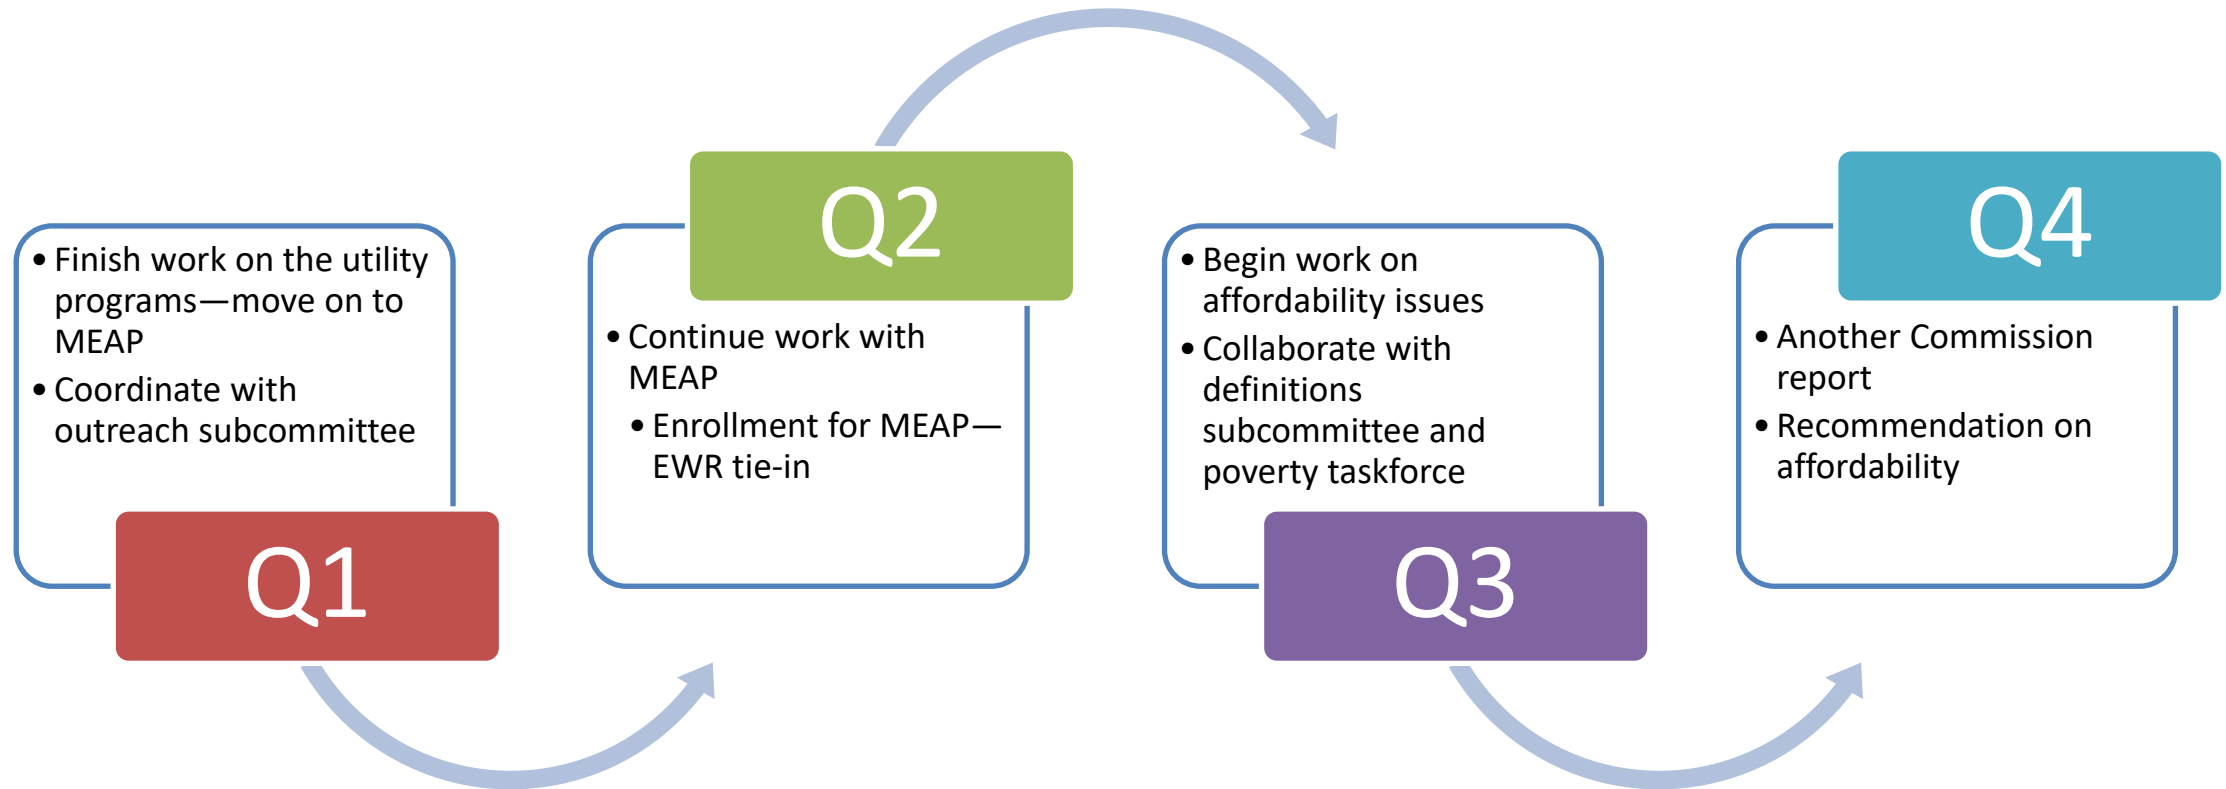 • Finish work on the utility
programs—move on to
MEAP
• Coordinate with
outreach subcommittee
Q1
Q2
• Continue work with
MEAP
• Enrollment for MEAP—
EWR tie-in
• Begin work on
affordability issues
• Collaborate with
definitions
subcommittee and
poverty taskforce
Q3
Q4
• Another Commission
report
• Recommendation on
affordability